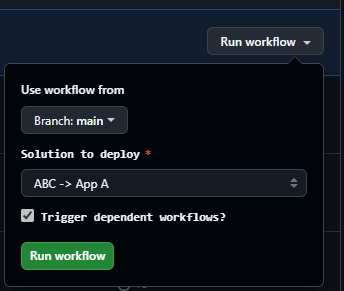 Run workflow
Use workflow from
Branch: main
Solution to deploy *
ABC -> App A
Trigger dependent workflows?
Run workflow